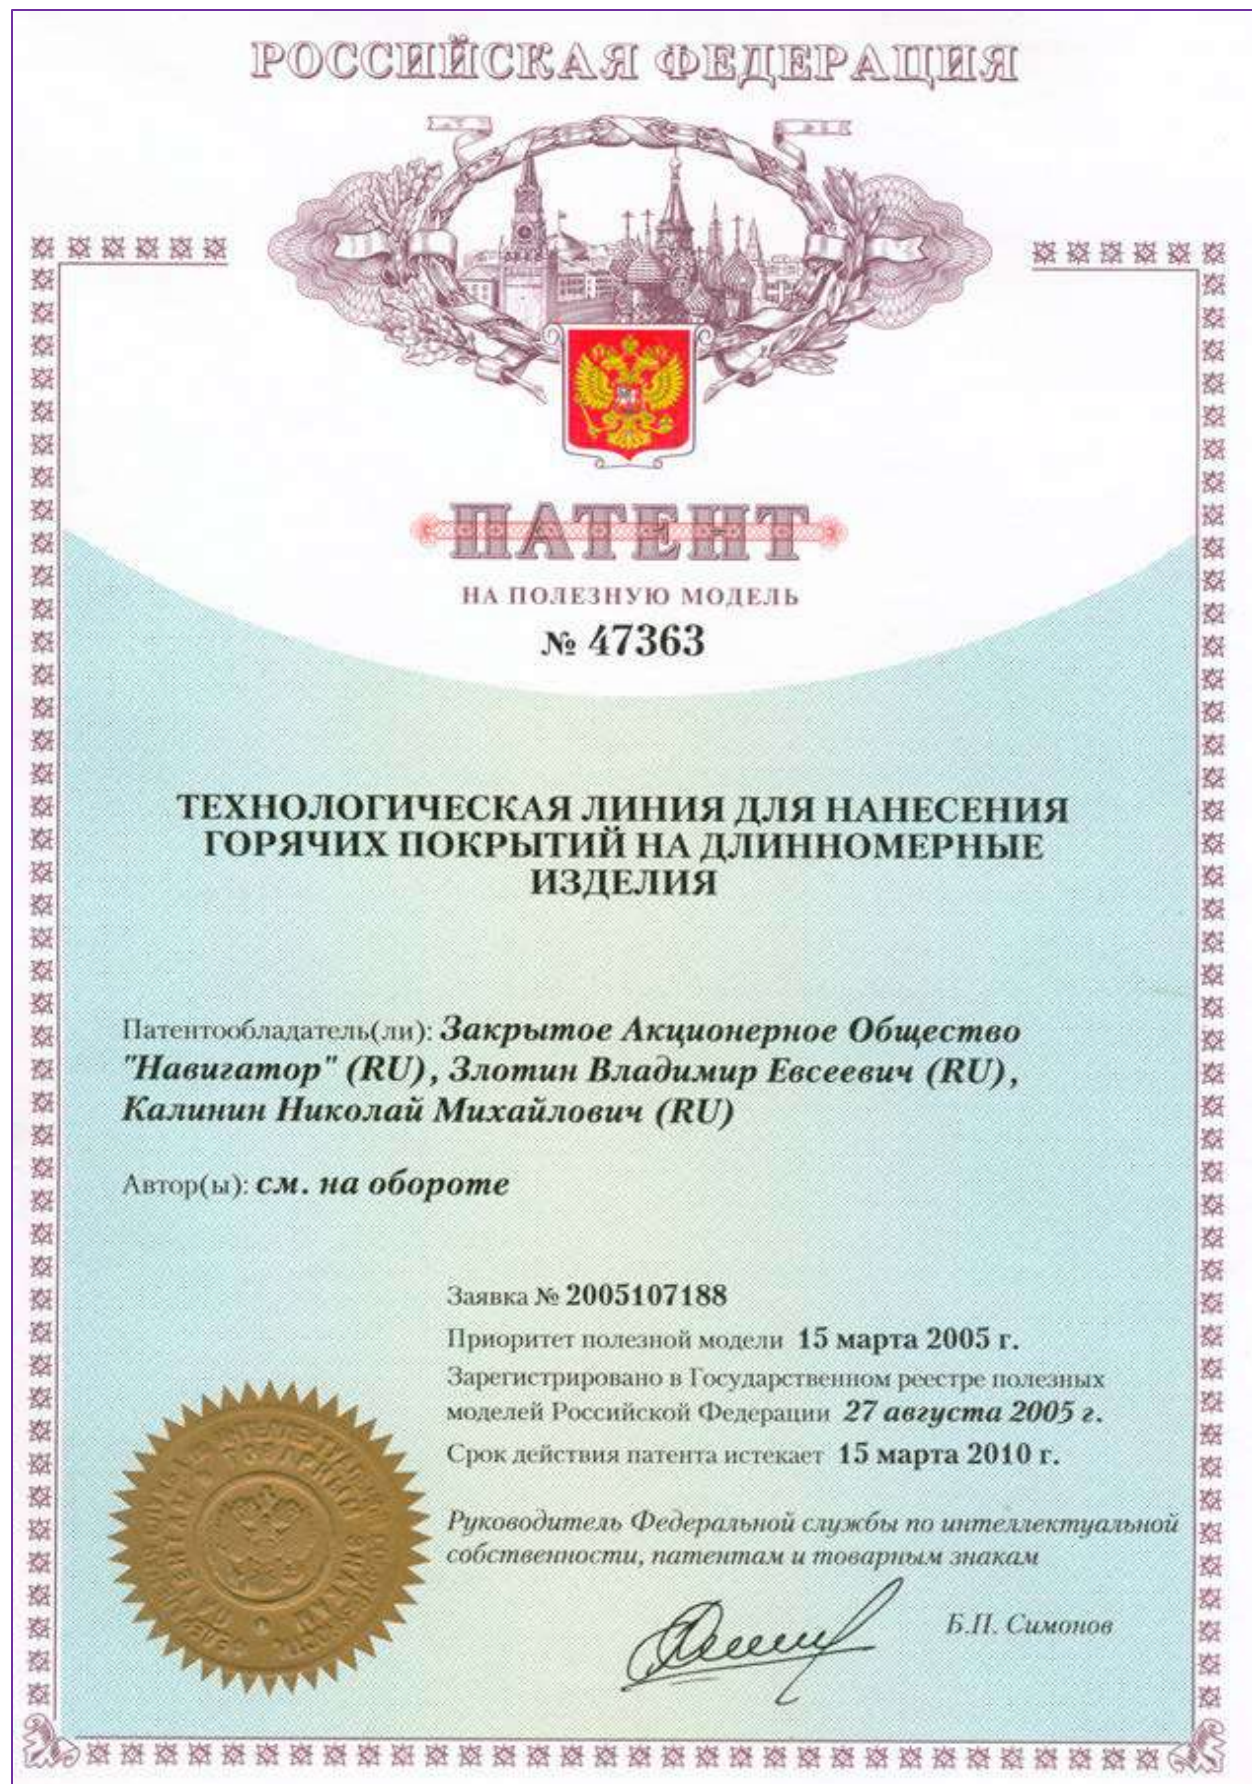 РОССИЙСКАЯ ФЕДЕРАЦИЯ
ПАТЕНТ
НА ПОЛЕЗНУЮ МОДЕЛЬ
№ 47363
ТЕХНОЛОГИЧЕСКАЯ ЛИНИЯ ДЛЯ НАНЕСЕНИЯ
ГОРЯЧИХ ПОКРЫТИЙ НА ДЛИННОМЕРНЫЕ
ИЗДЕЛИЯ
Патентообладатель(ли): Закрытое Акционерное Общество
"Навигатор" (RU), Злотин Владимир Евсеевич (RU),
Калинин Николай Михайлович (RU)
Автор(ы): см. на обороте
Заявка № 2005107188
Приоритет полезной модели 15 марта 2005 г.
Зарегистрировано в Государственном реестре полезных
моделей Российской Федерации 27 августа 2005 г.
Срок действия патента истекает 15 марта 2010 г.
Руководитель Федеральной службы по интеллектуальной
собственности, патентам и товарным знакам
Б.П. Симонов